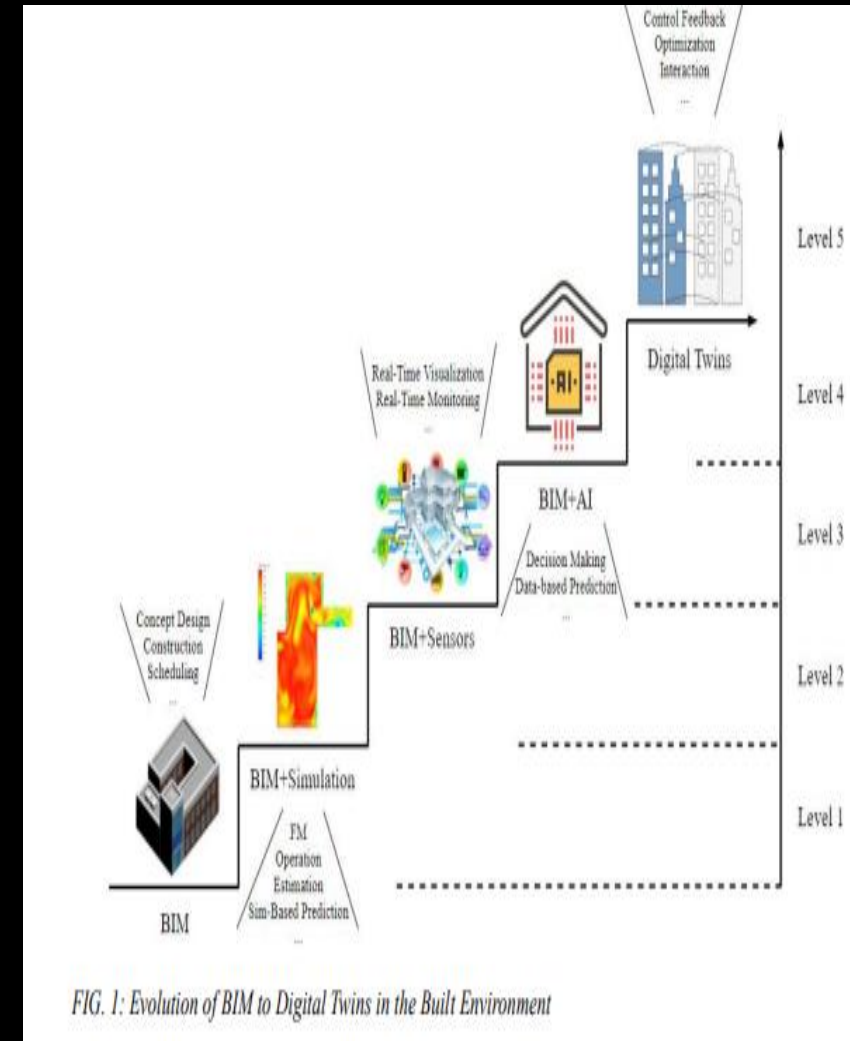 Control Feedback
Optimization
Interaction
...
Level 5
Digital Twins
Level 4
Real-Time Visualization
Real-Time Monitoring
...
AI
BIM+AI
Level 3
Decision Making
Data-based Prediction
...
BIM+Sensors
Concept Design
Construction
Scheduling
...
Level 2
BIM+Simulation
Level 1
FM
Operation
Estimation
Sim-Based Prediction
...
BIM
FIG. 1: Evolution of BIM to Digital Twins in the Built Environment